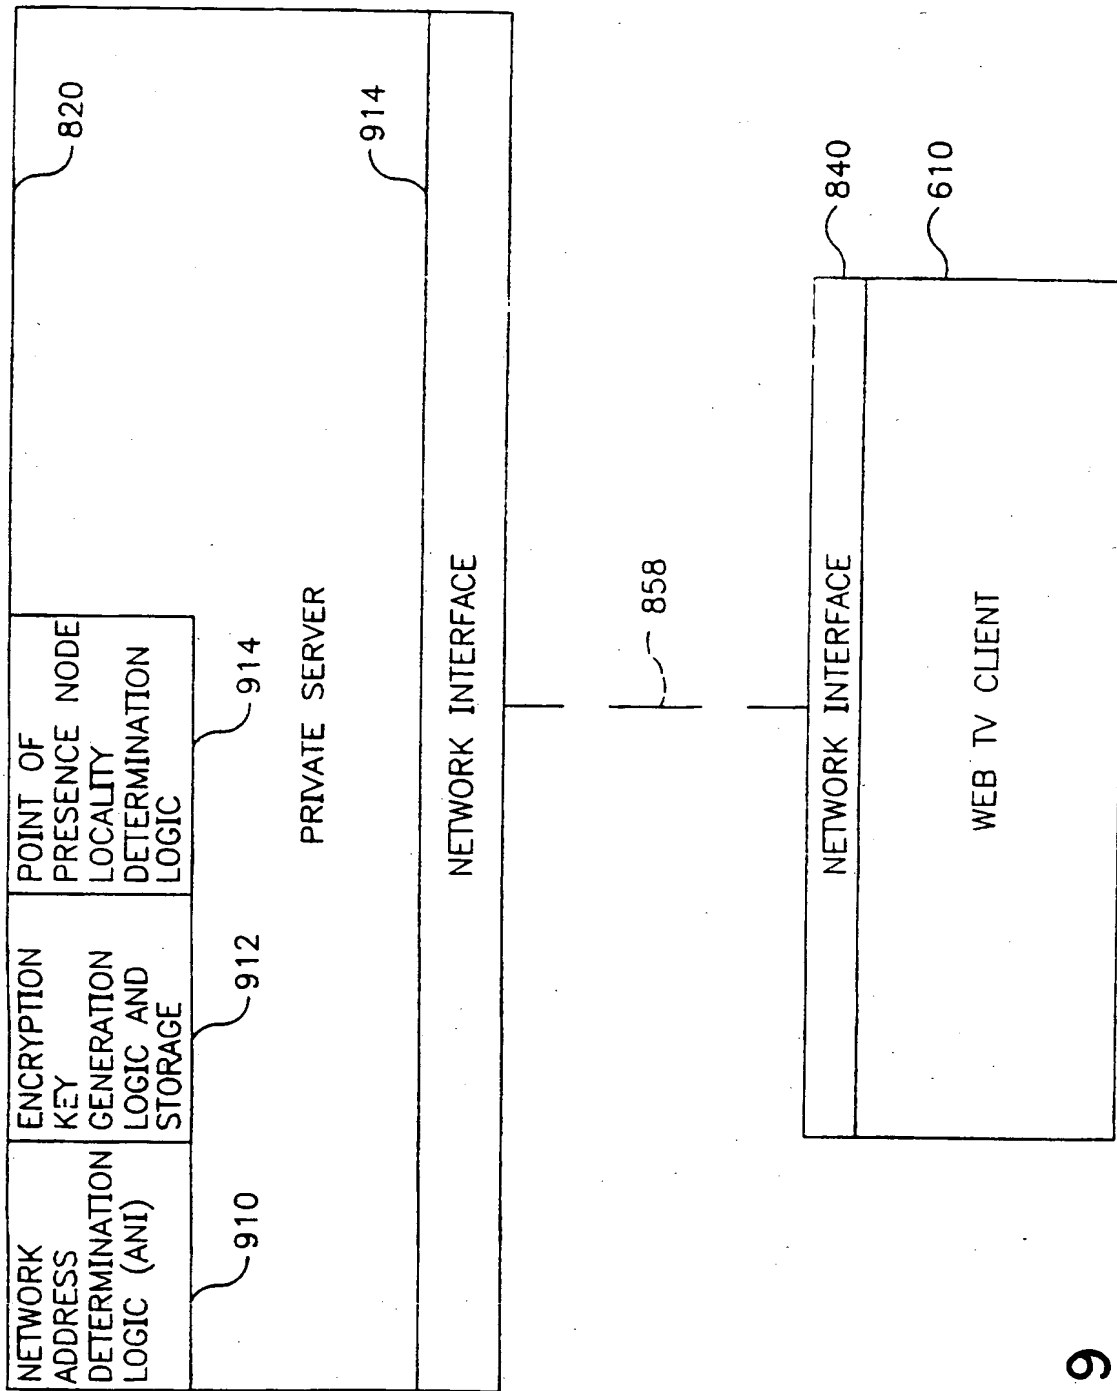 NETWORK
ADDRESS
DETERMINATION
LOGIC (ANI)
910
ENCRYPTION
KEY
GENERATION
LOGIC AND
STORAGE
912
POINT OF
PRESENCE NODE
LOCALITY
DETERMINATION
LOGIC
914
820
PRIVATE SERVER
914
NETWORK INTERFACE
858
NETWORK INTERFACE
840
WEB TV CLIENT
610
9